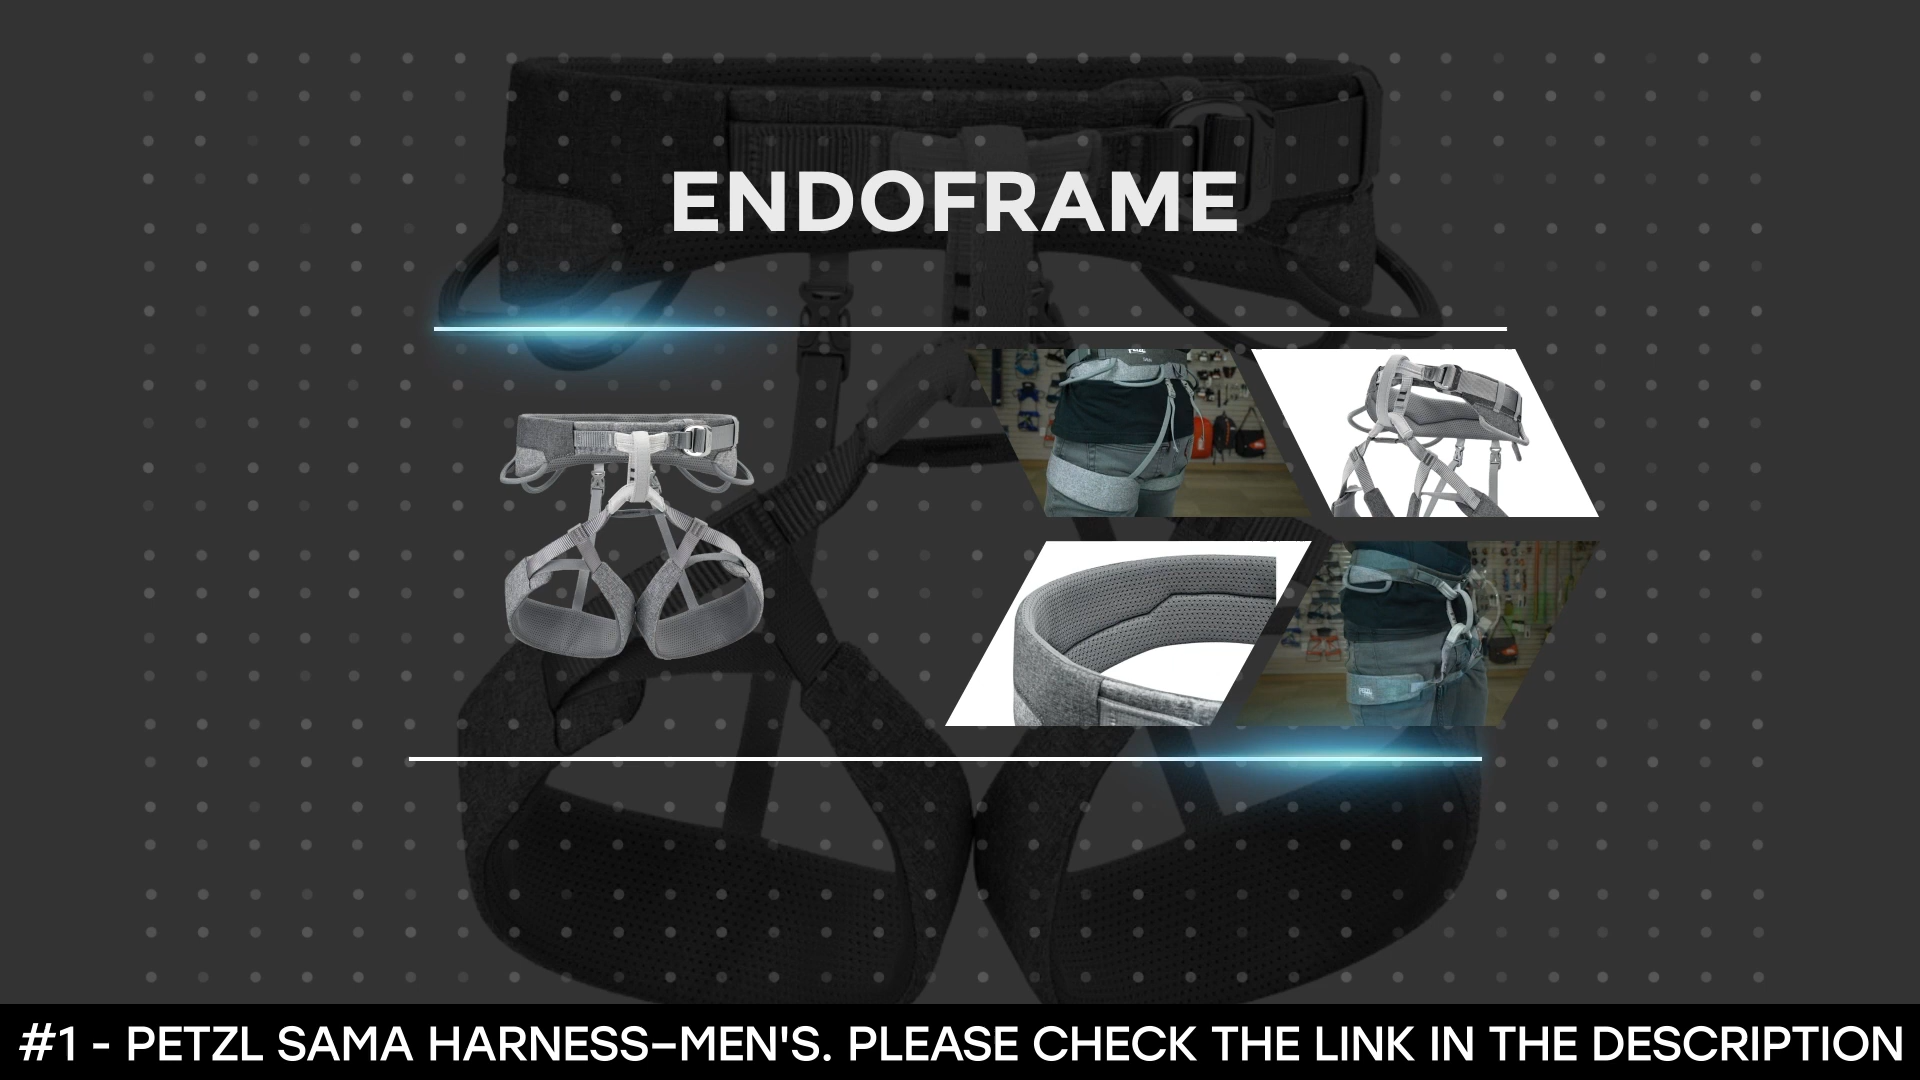 ENDOFRAME
#1 - PETZL SAMA HARNESS–MEN'S. PLEASE CHECK THE LINK IN THE DESCRIPTION